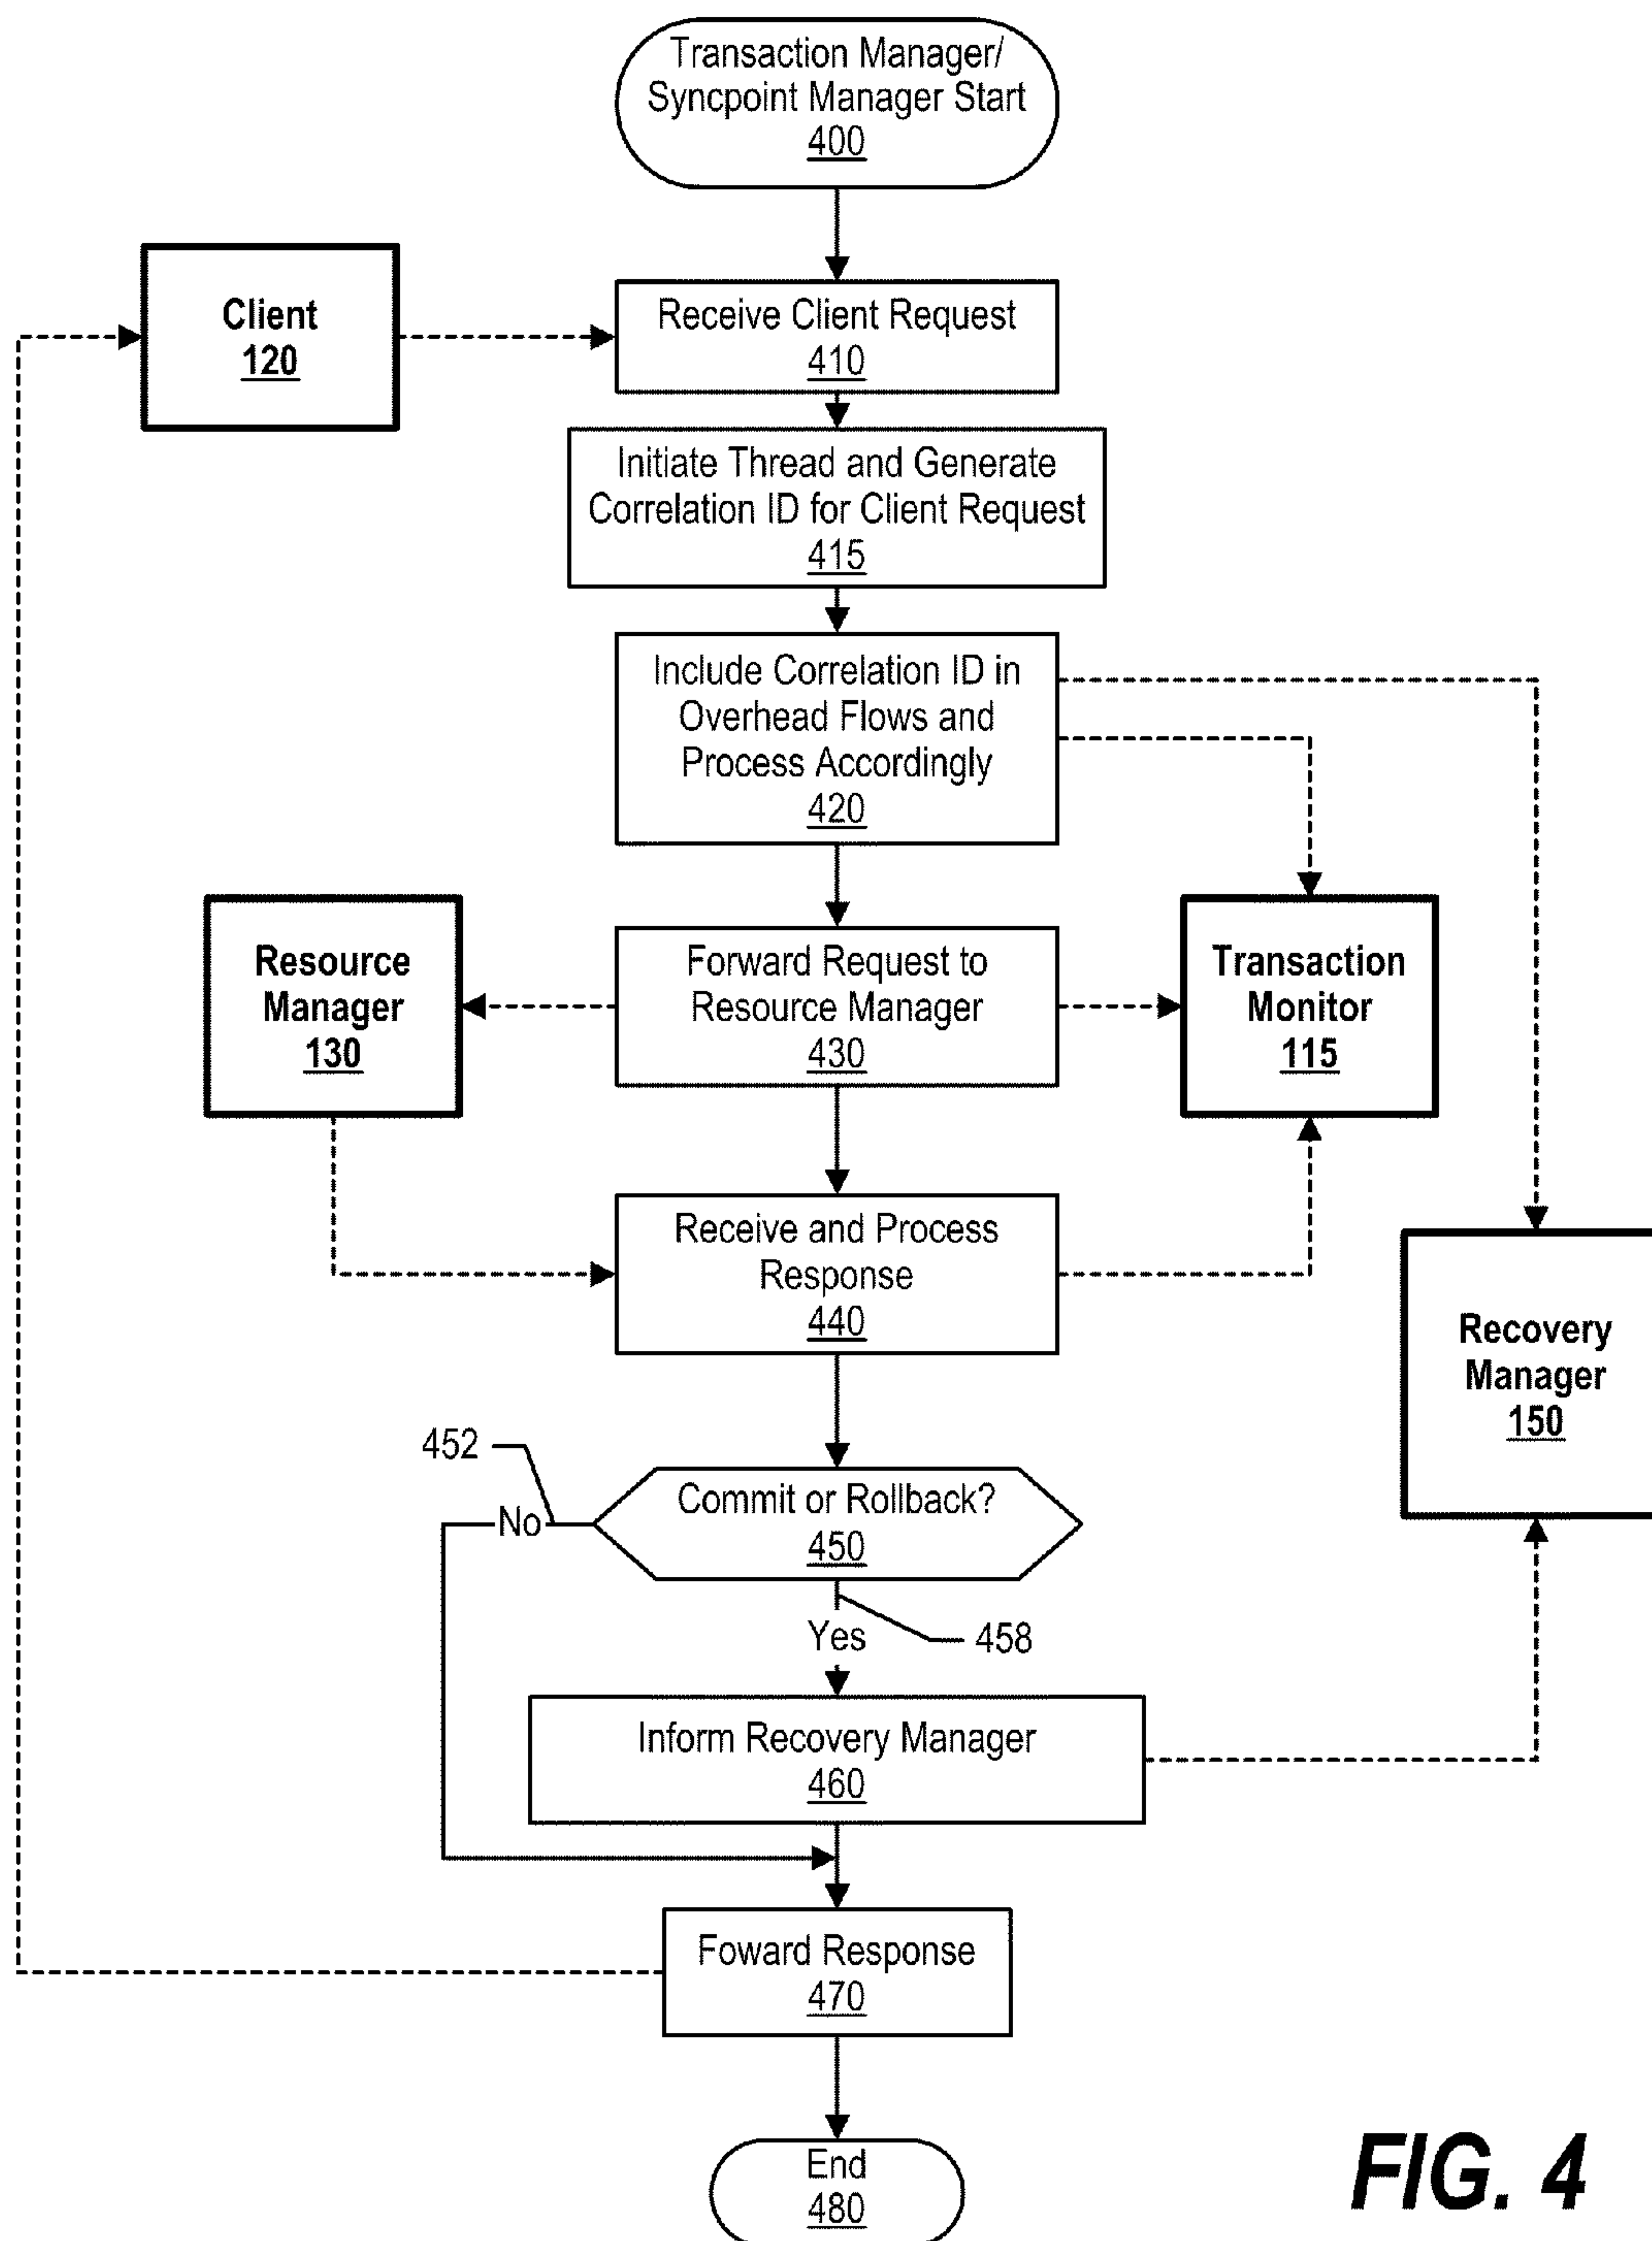 Transaction Manager/
Syncpoint Manager Start
400
Client
120
Receive Client Request
410
Initiate Thread and Generate
Correlation ID for Client Request
415
Include Correlation ID in
Overhead Flows and
Process Accordingly
420
Resource
Manager
130
Forward Request to
Resource Manager
430
Transaction
Monitor
115
Receive and Process
Response
440
Recovery
Manager
150
452
Commit or Rollback?
450
No
Yes
458
Inform Recovery Manager
460
Foward Response
470
End
480
FIG. 4